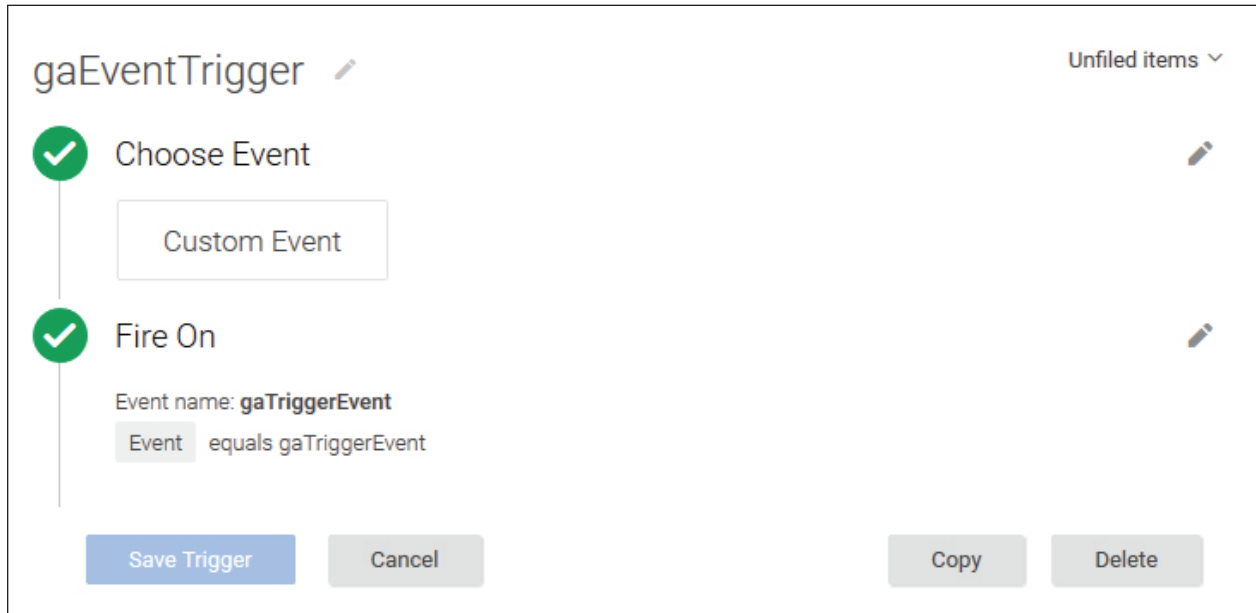 gaEventTrigger
Unfiled items
Choose Event
Custom Event
Fire On
Event name: gaTriggerEvent
Event equals gaTriggerEvent
Save Trigger Cancel Copy Delete